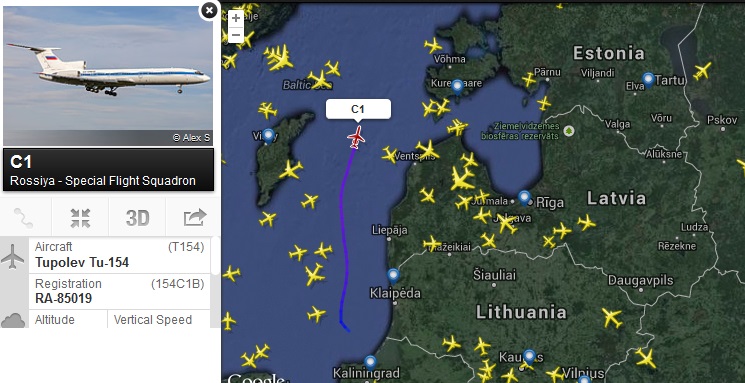 © Alex S
C1
Rossiya - Special Flight Squadron
3D
Aircraft (T154)
Tupolev Tu-154
Registration (154C1B)
RA-85019
Altitude Vertical Speed
+
-
C1
Baltic Sea
Estonia
Võhma
Kuressaare
Pärnu
Viljandi
Elva
Tartu
Ziemeļvidzemes
biosfēras rezervāts
Valga
Võru
Pskov
Alūksne
Ventspils
Jūrmala
Rīga
Latvia
Jelgava
Liepāja
Mažeikiai
Ludza
Rēzekne
Šiauliai
Daugavpils
Klaipėda
Lithuania
Kaunas
Vilnius
Kaliningrad
Google